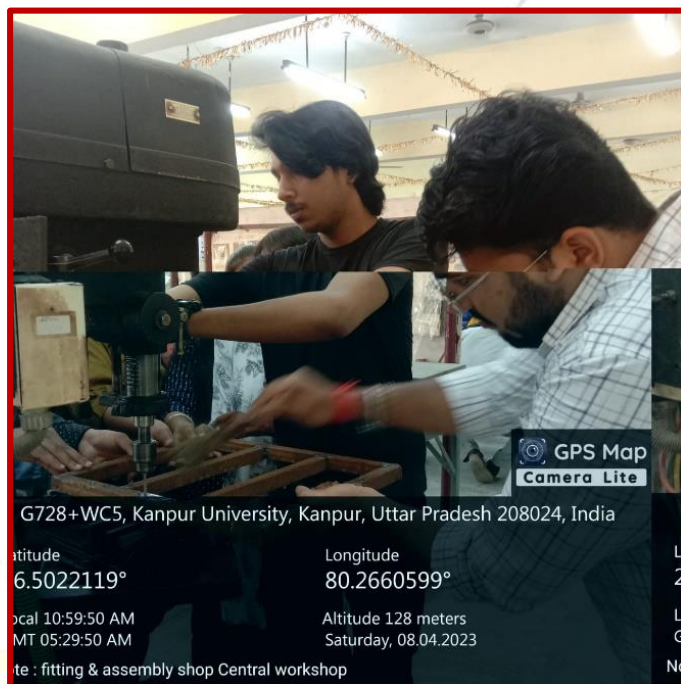 GPS Map
Camera Lite
G728+WC5, Kanpur University, Kanpur, Uttar Pradesh 208024, India
atitude
6.5022119°
Longitude
80.2660599°
ocal 10:59:50 AM
MT 05:29:50 AM
Altitude 128 meters
Saturday, 08.04.2023
te : fitting & assembly shop Central workshop
L
2
L
G
No